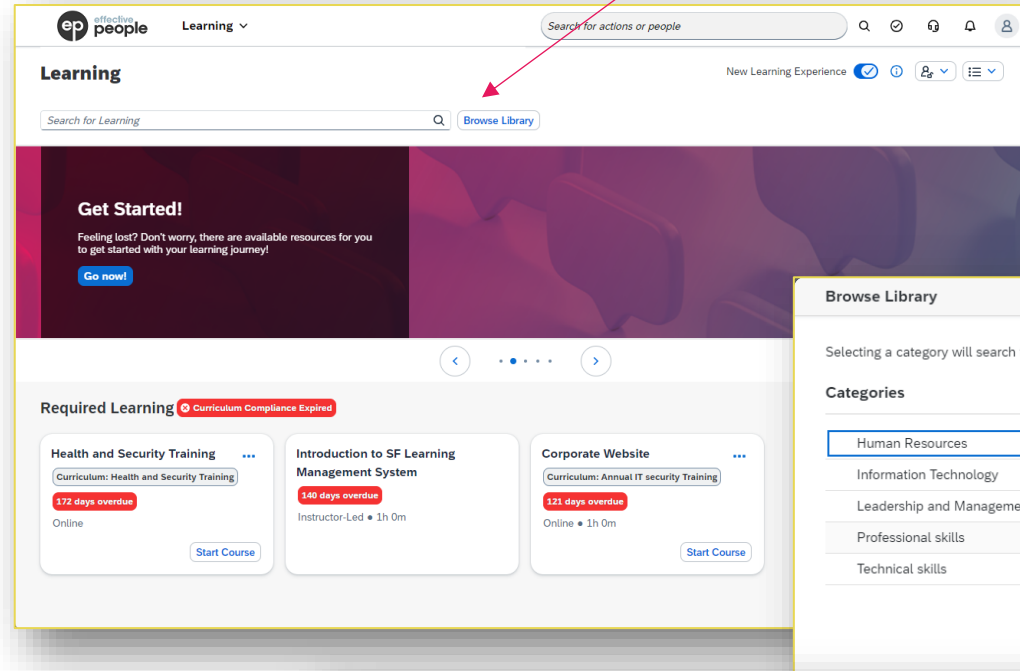 ep effective people
Learning
Search for actions or people
Learning
New Learning Experience
Search for Learning
Browse Library
Get Started!
Feeling lost? Don't worry, there are available resources for you
to get started with your learning journey!
Go now!
Browse Library
Selecting a category will search
Categories
Human Resources
Information Technology
Leadership and Manageme
Professional skills
Technical skills
Required Learning
Curriculum Compliance Expired
Health and Security Training
Curriculum: Health and Security Training
172 days overdue
Online
Start Course
Introduction to SF Learning
Management System
140 days overdue
Instructor-Led • 1h 0m
Corporate Website
Curriculum: Annual IT security Training
121 days overdue
Online • 1h 0m
Start Course